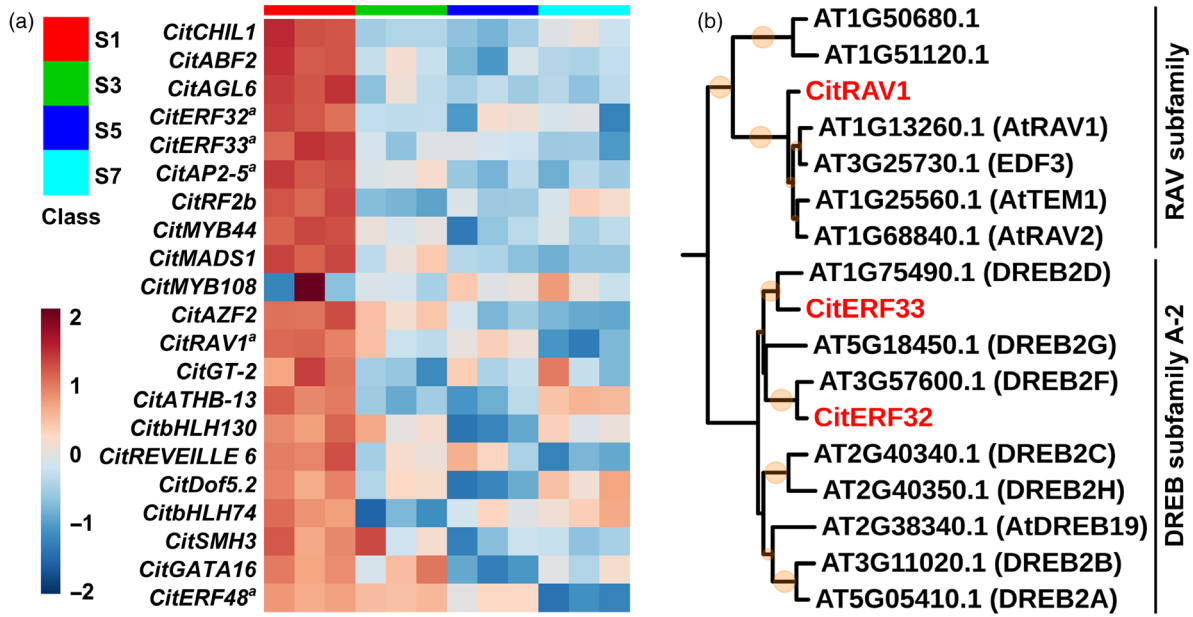 (a)
S1
S3
S5
S7
Class
2
1
0
−1
−2
CitCHIL1
CitABF2
CitAGL6
CitERF32ᵃ
CitERF33ᵃ
CitAP2-5ᵃ
CitRF2b
CitMYB44
CitMADS1
CitMYB108
CitAZF2
CitRAV1ᵃ
CitGT-2
CitATHB-13
CitbHLH130
CitREVEILLE 6
CitDof5.2
CitbHLH74
CitSMH3
CitGATA16
CitERF48ᵃ
(b)
AT1G50680.1
AT1G51120.1
CitRAV1
AT1G13260.1 (AtRAV1)
AT3G25730.1 (EDF3)
AT1G25560.1 (AtTEM1)
AT1G68840.1 (AtRAV2)
AT1G75490.1 (DREB2D)
CitERF33
AT5G18450.1 (DREB2G)
AT3G57600.1 (DREB2F)
CitERF32
AT2G40340.1 (DREB2C)
AT2G40350.1 (DREB2H)
AT2G38340.1 (AtDREB19)
AT3G11020.1 (DREB2B)
AT5G05410.1 (DREB2A)
RAV subfamily
DREB subfamily A-2